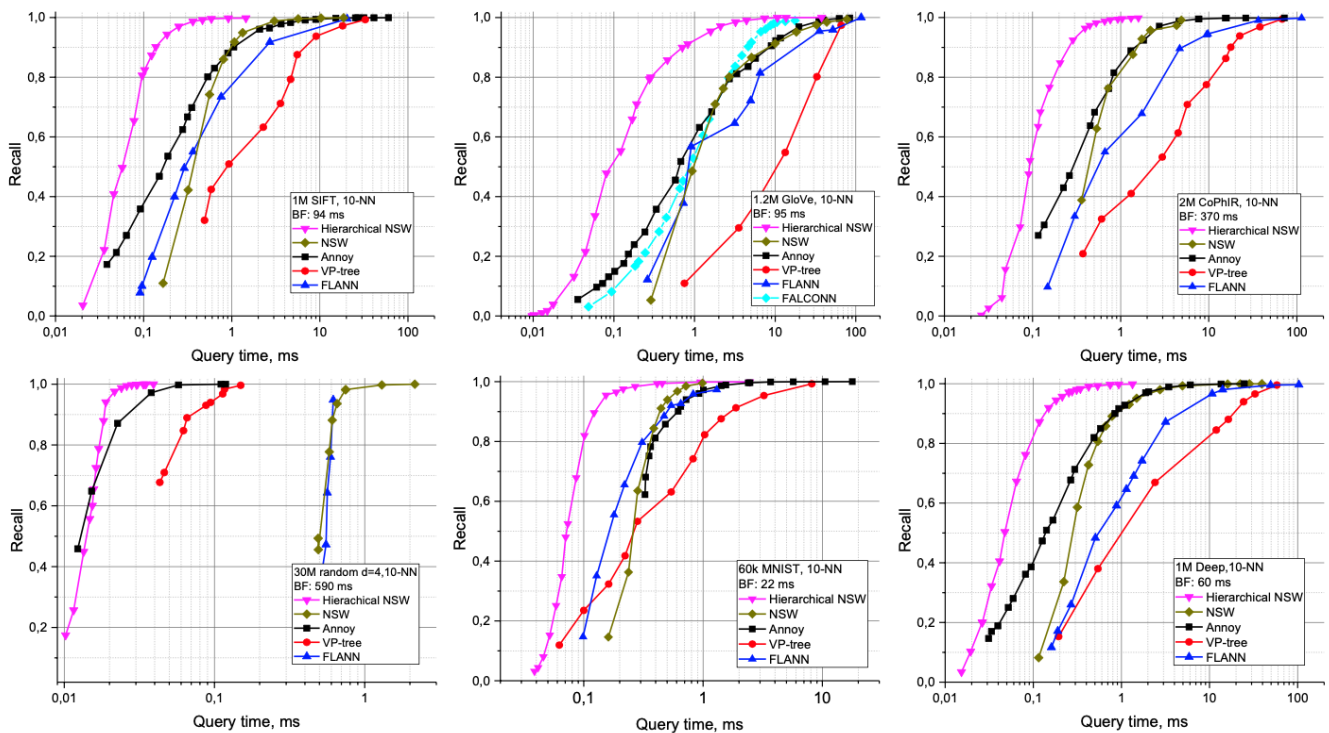 1,0
0,8
0,6
0,4
0,2
0,0
Recall
0,01
0,1
1
10
100
Query time, ms
1M SIFT, 10-NN
BF: 94 ms
Hierarchical NSW
NSW
Annoy
VP-tree
FLANN
1,0
0,8
0,6
0,4
0,2
0,0
Recall
0,01
0,1
1
10
100
Query time, ms
1.2M GloVe, 10-NN
BF: 95 ms
Hierarchical NSW
NSW
Annoy
VP-tree
FLANN
FALCONN
1,0
0,8
0,6
0,4
0,2
0,0
Recall
0,01
0,1
1
10
100
Query time, ms
2M CoPhIR, 10-NN
BF: 370 ms
Hierarchical NSW
NSW
Annoy
VP-tree
FLANN
1,0
0,8
0,6
0,4
0,2
Recall
0,01
0,1
1
Query time, ms
30M random d=4,10-NN
BF: 590 ms
Hierachical NSW
NSW
Annoy
VP-tree
FLANN
1,0
0,8
0,6
0,4
0,2
0,0
Recall
0,1
1
10
Query time, ms
60k MNIST, 10-NN
BF: 22 ms
Hierarchical NSW
NSW
Annoy
VP-tree
FLANN
1,0
0,8
0,6
0,4
0,2
0,0
Recall
0,01
0,1
1
10
100
Query time, ms
1M Deep,10-NN
BF: 60 ms
Hierarchical NSW
NSW
Annoy
VP-tree
FLANN